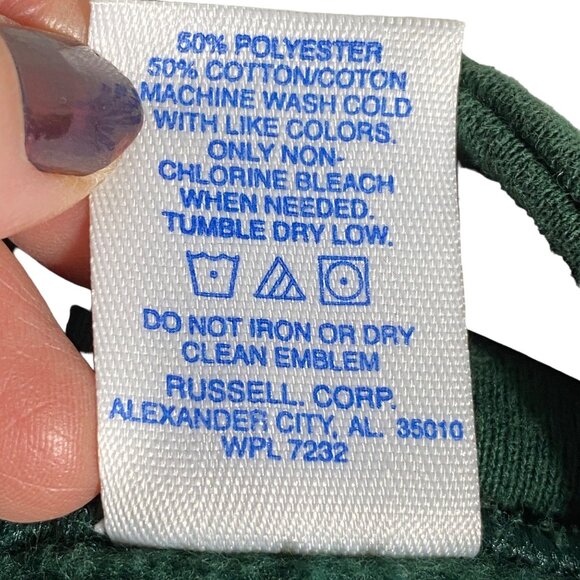 50% POLYESTER
50% COTTON/COTON
MACHINE WASH COLD
WITH LIKE COLORS.
ONLY NON-
CHLORINE BLEACH
WHEN NEEDED.
TUMBLE DRY LOW.
DO NOT IRON OR DRY
CLEAN EMBLEM
RUSSELL. CORP.
ALEXANDER CITY, AL. 35010
WPL 7232